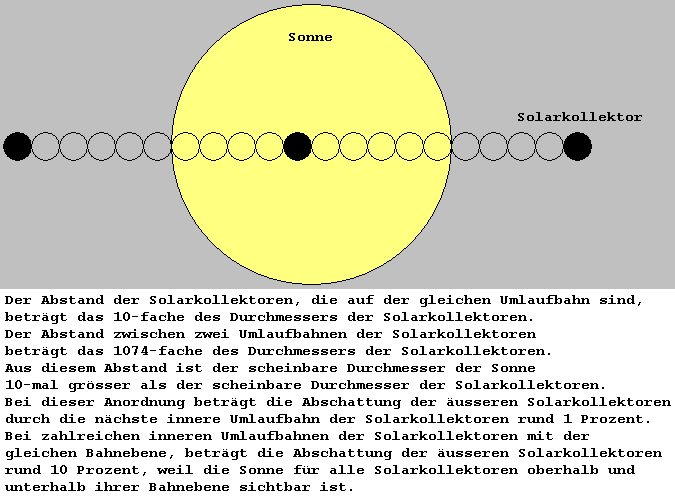 Sonne
Solarkollektor
Der Abstand der Solarkollektoren, die auf der gleichen Umlaufbahn sind,
beträgt das 10-fache des Durchmessers der Solarkollektoren.
Der Abstand zwischen zwei Umlaufbahnen der Solarkollektoren
beträgt das 1074-fache des Durchmessers der Solarkollektoren.
Aus diesem Abstand ist der scheinbare Durchmesser der Sonne
10-mal grösser als der scheinbare Durchmesser der Solarkollektoren.
Bei dieser Anordnung beträgt die Abschattung der äusseren Solarkollektoren
durch die nächste innere Umlaufbahn der Solarkollektoren rund 1 Prozent.
Bei zahlreichen inneren Umlaufbahnen der Solarkollektoren mit der
gleichen Bahnebene, beträgt die Abschattung der äusseren Solarkollektoren
rund 10 Prozent, weil die Sonne für alle Solarkollektoren oberhalb und
unterhalb ihrer Bahnebene sichtbar ist.